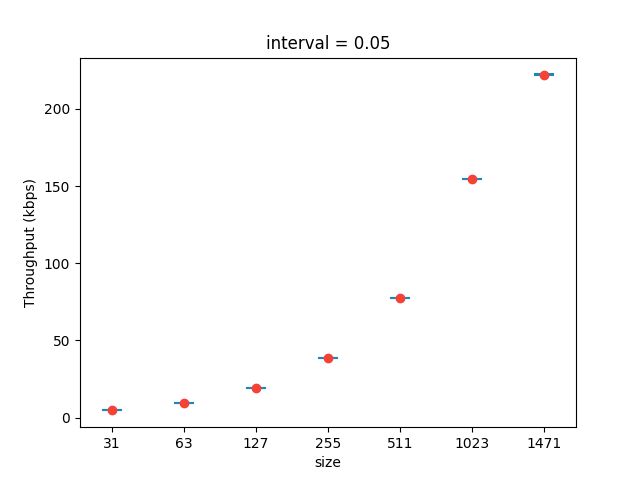 interval = 0.05
Throughput (kbps)
200
150
100
50
0
31 63 127 255 511 1023 1471
size